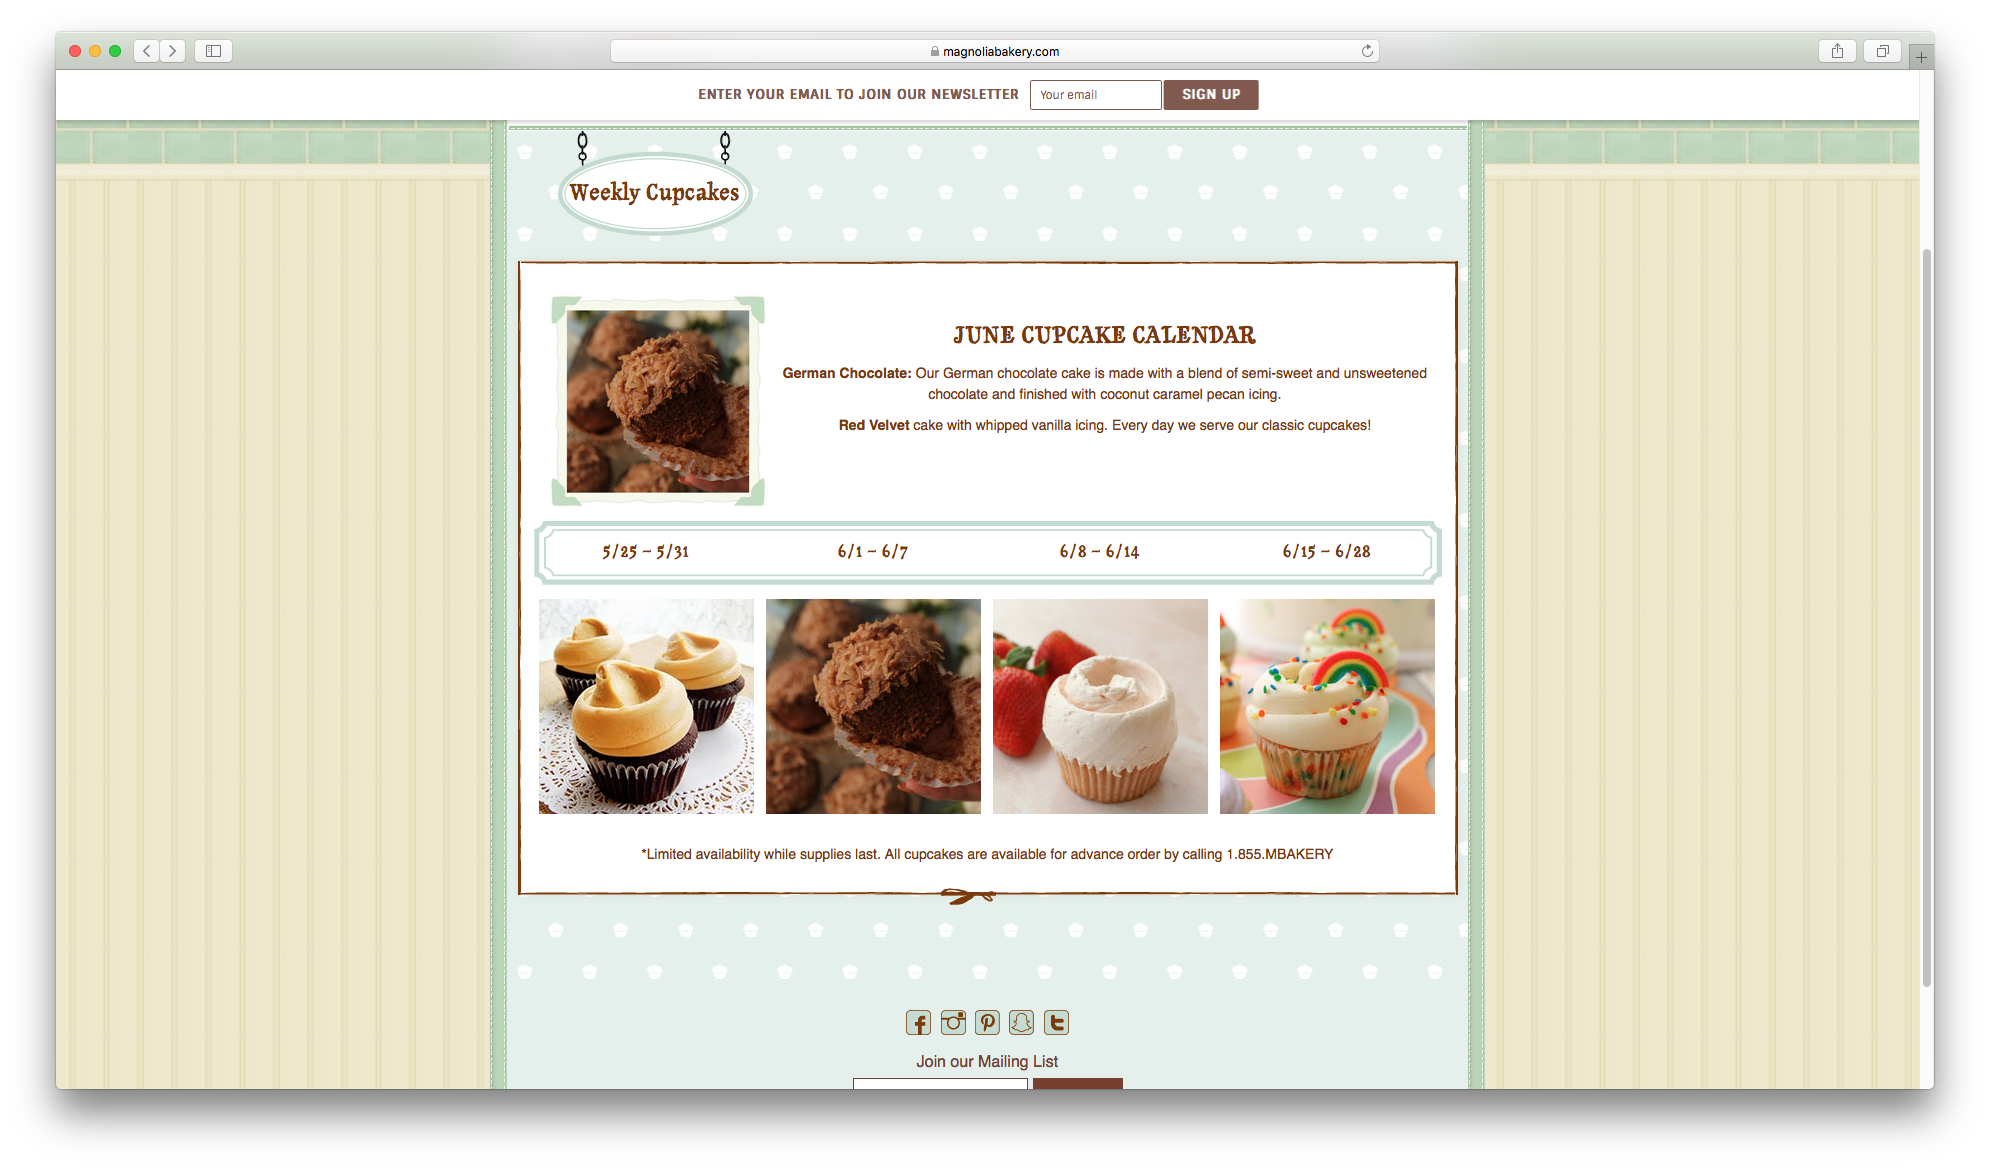 magnoliabakery.com
ENTER YOUR EMAIL TO JOIN OUR NEWSLETTER Your email SIGN UP
Weekly Cupcakes
JUNE CUPCAKE CALENDAR
German Chocolate: Our German chocolate cake is made with a blend of semi-sweet and unsweetened
chocolate and finished with coconut caramel pecan icing.
Red Velvet cake with whipped vanilla icing. Every day we serve our classic cupcakes!
5/25 – 5/31 6/1 – 6/7 6/8 – 6/14 6/15 – 6/28
*Limited availability while supplies last. All cupcakes are available for advance order by calling 1.855.MBAKERY
Join our Mailing List